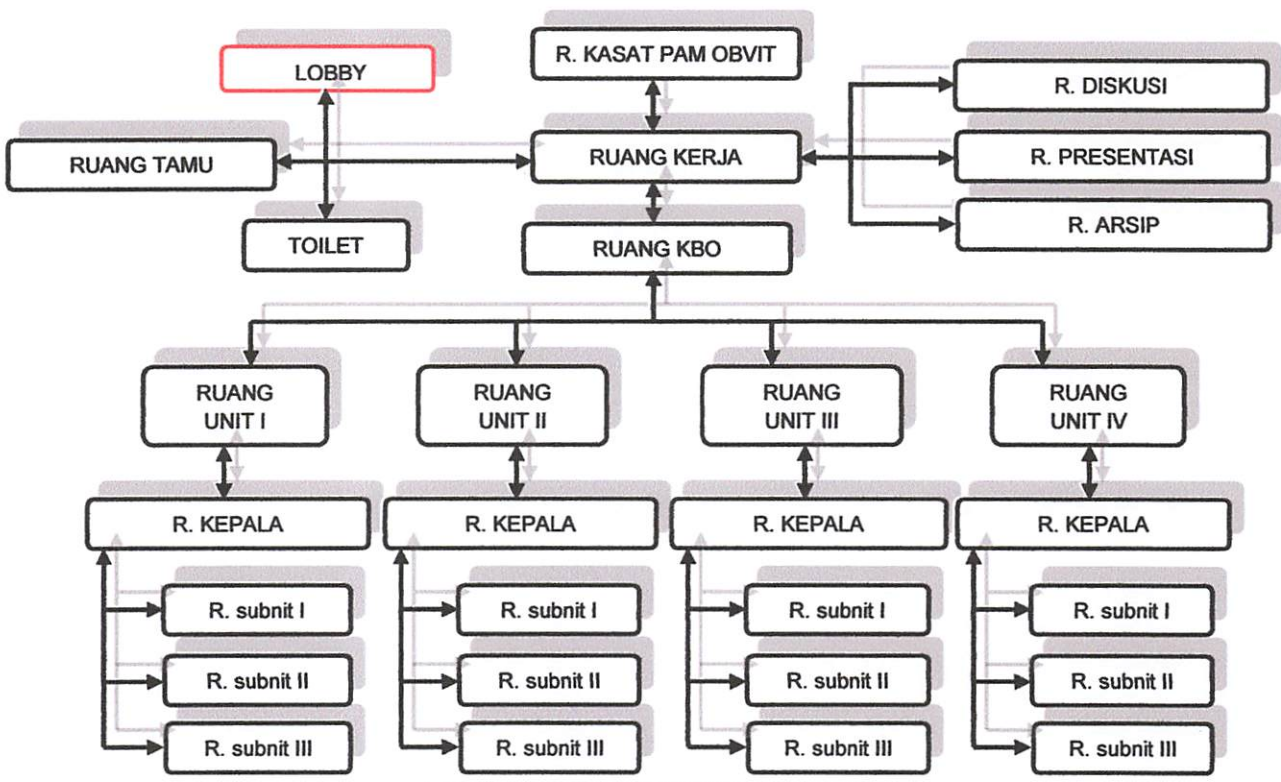 R. KASAT PAM OBVIT
LOBBY
R. DISKUSI
RUANG TAMU
RUANG KERJA
R. PRESENTASI
TOILET
RUANG KBO
R. ARSIP
RUANG
UNIT I
RUANG
UNIT II
RUANG
UNIT III
RUANG
UNIT IV
R. KEPALA
R. KEPALA
R. KEPALA
R. KEPALA
R. subnit I
R. subnit I
R. subnit I
R. subnit I
R. subnit II
R. subnit II
R. subnit II
R. subnit II
R. subnit III
R. subnit III
R. subnit III
R. subnit III